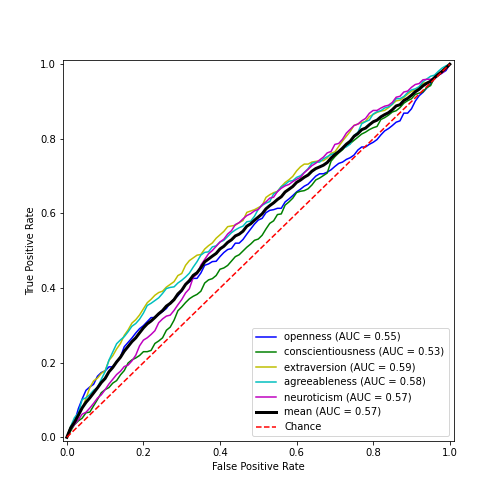 1.0
0.8
0.6
0.4
0.2
0.0
True Positive Rate
openness (AUC = 0.55)
conscientiousness (AUC = 0.53)
extraversion (AUC = 0.59)
agreeableness (AUC = 0.58)
neuroticism (AUC = 0.57)
mean (AUC = 0.57)
Chance
0.0 0.2 0.4 0.6 0.8 1.0
False Positive Rate